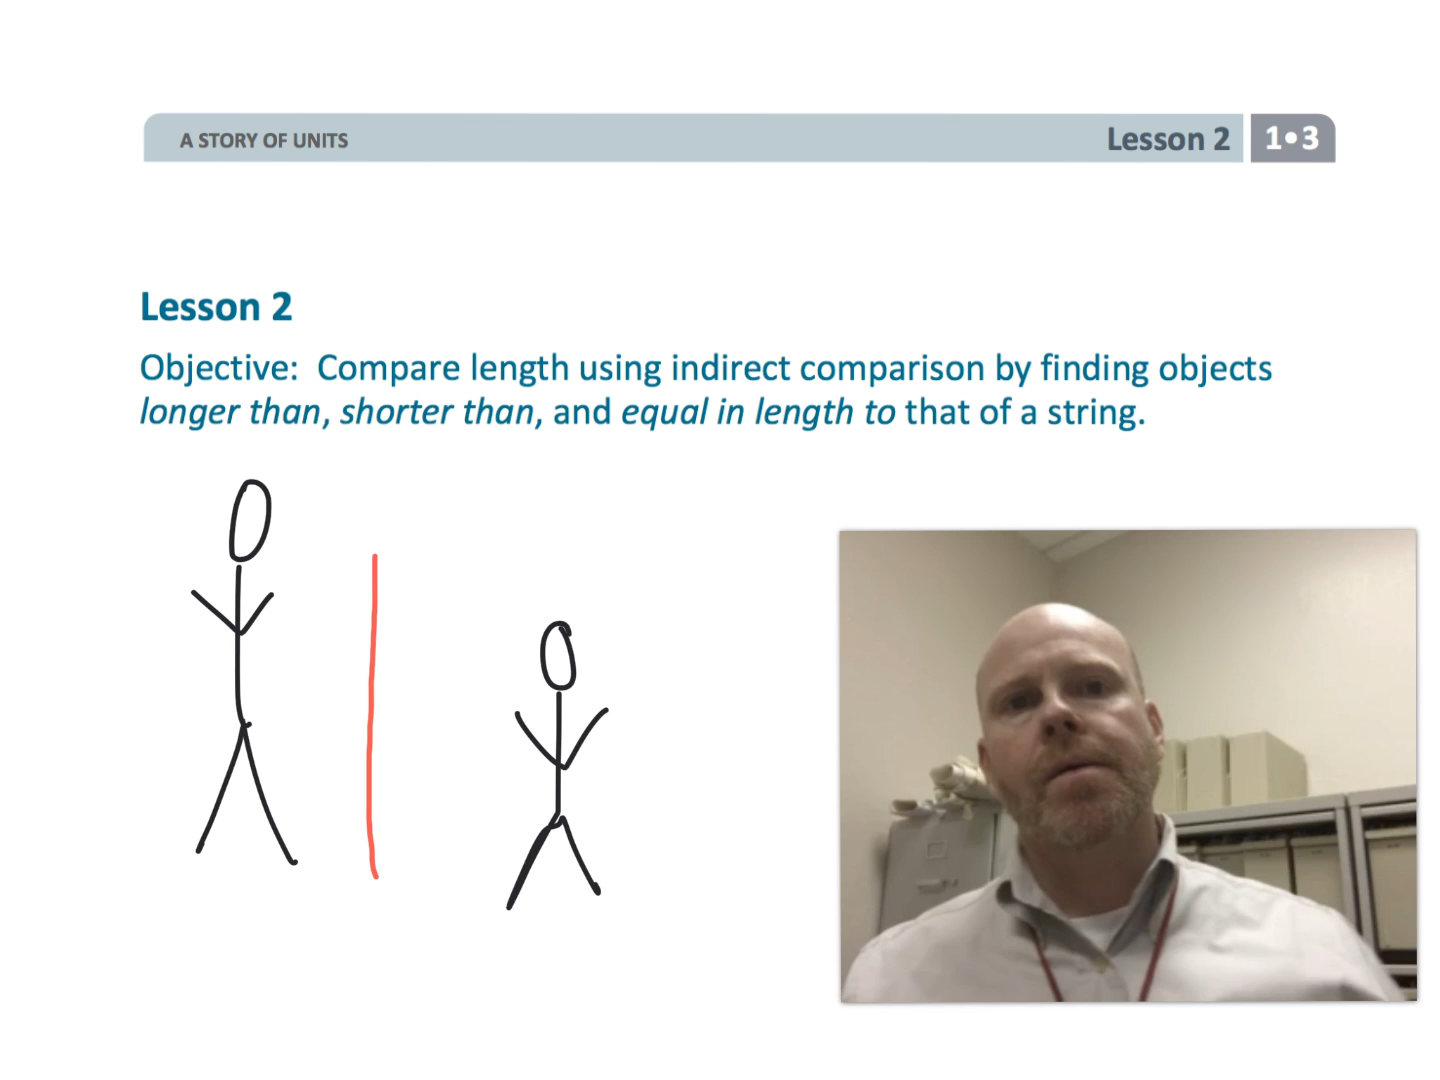 A STORY OF UNITS
Lesson 2
1•3
Lesson 2
Objective: Compare length using indirect comparison by finding objects
longer than, shorter than, and equal in length to that of a string.